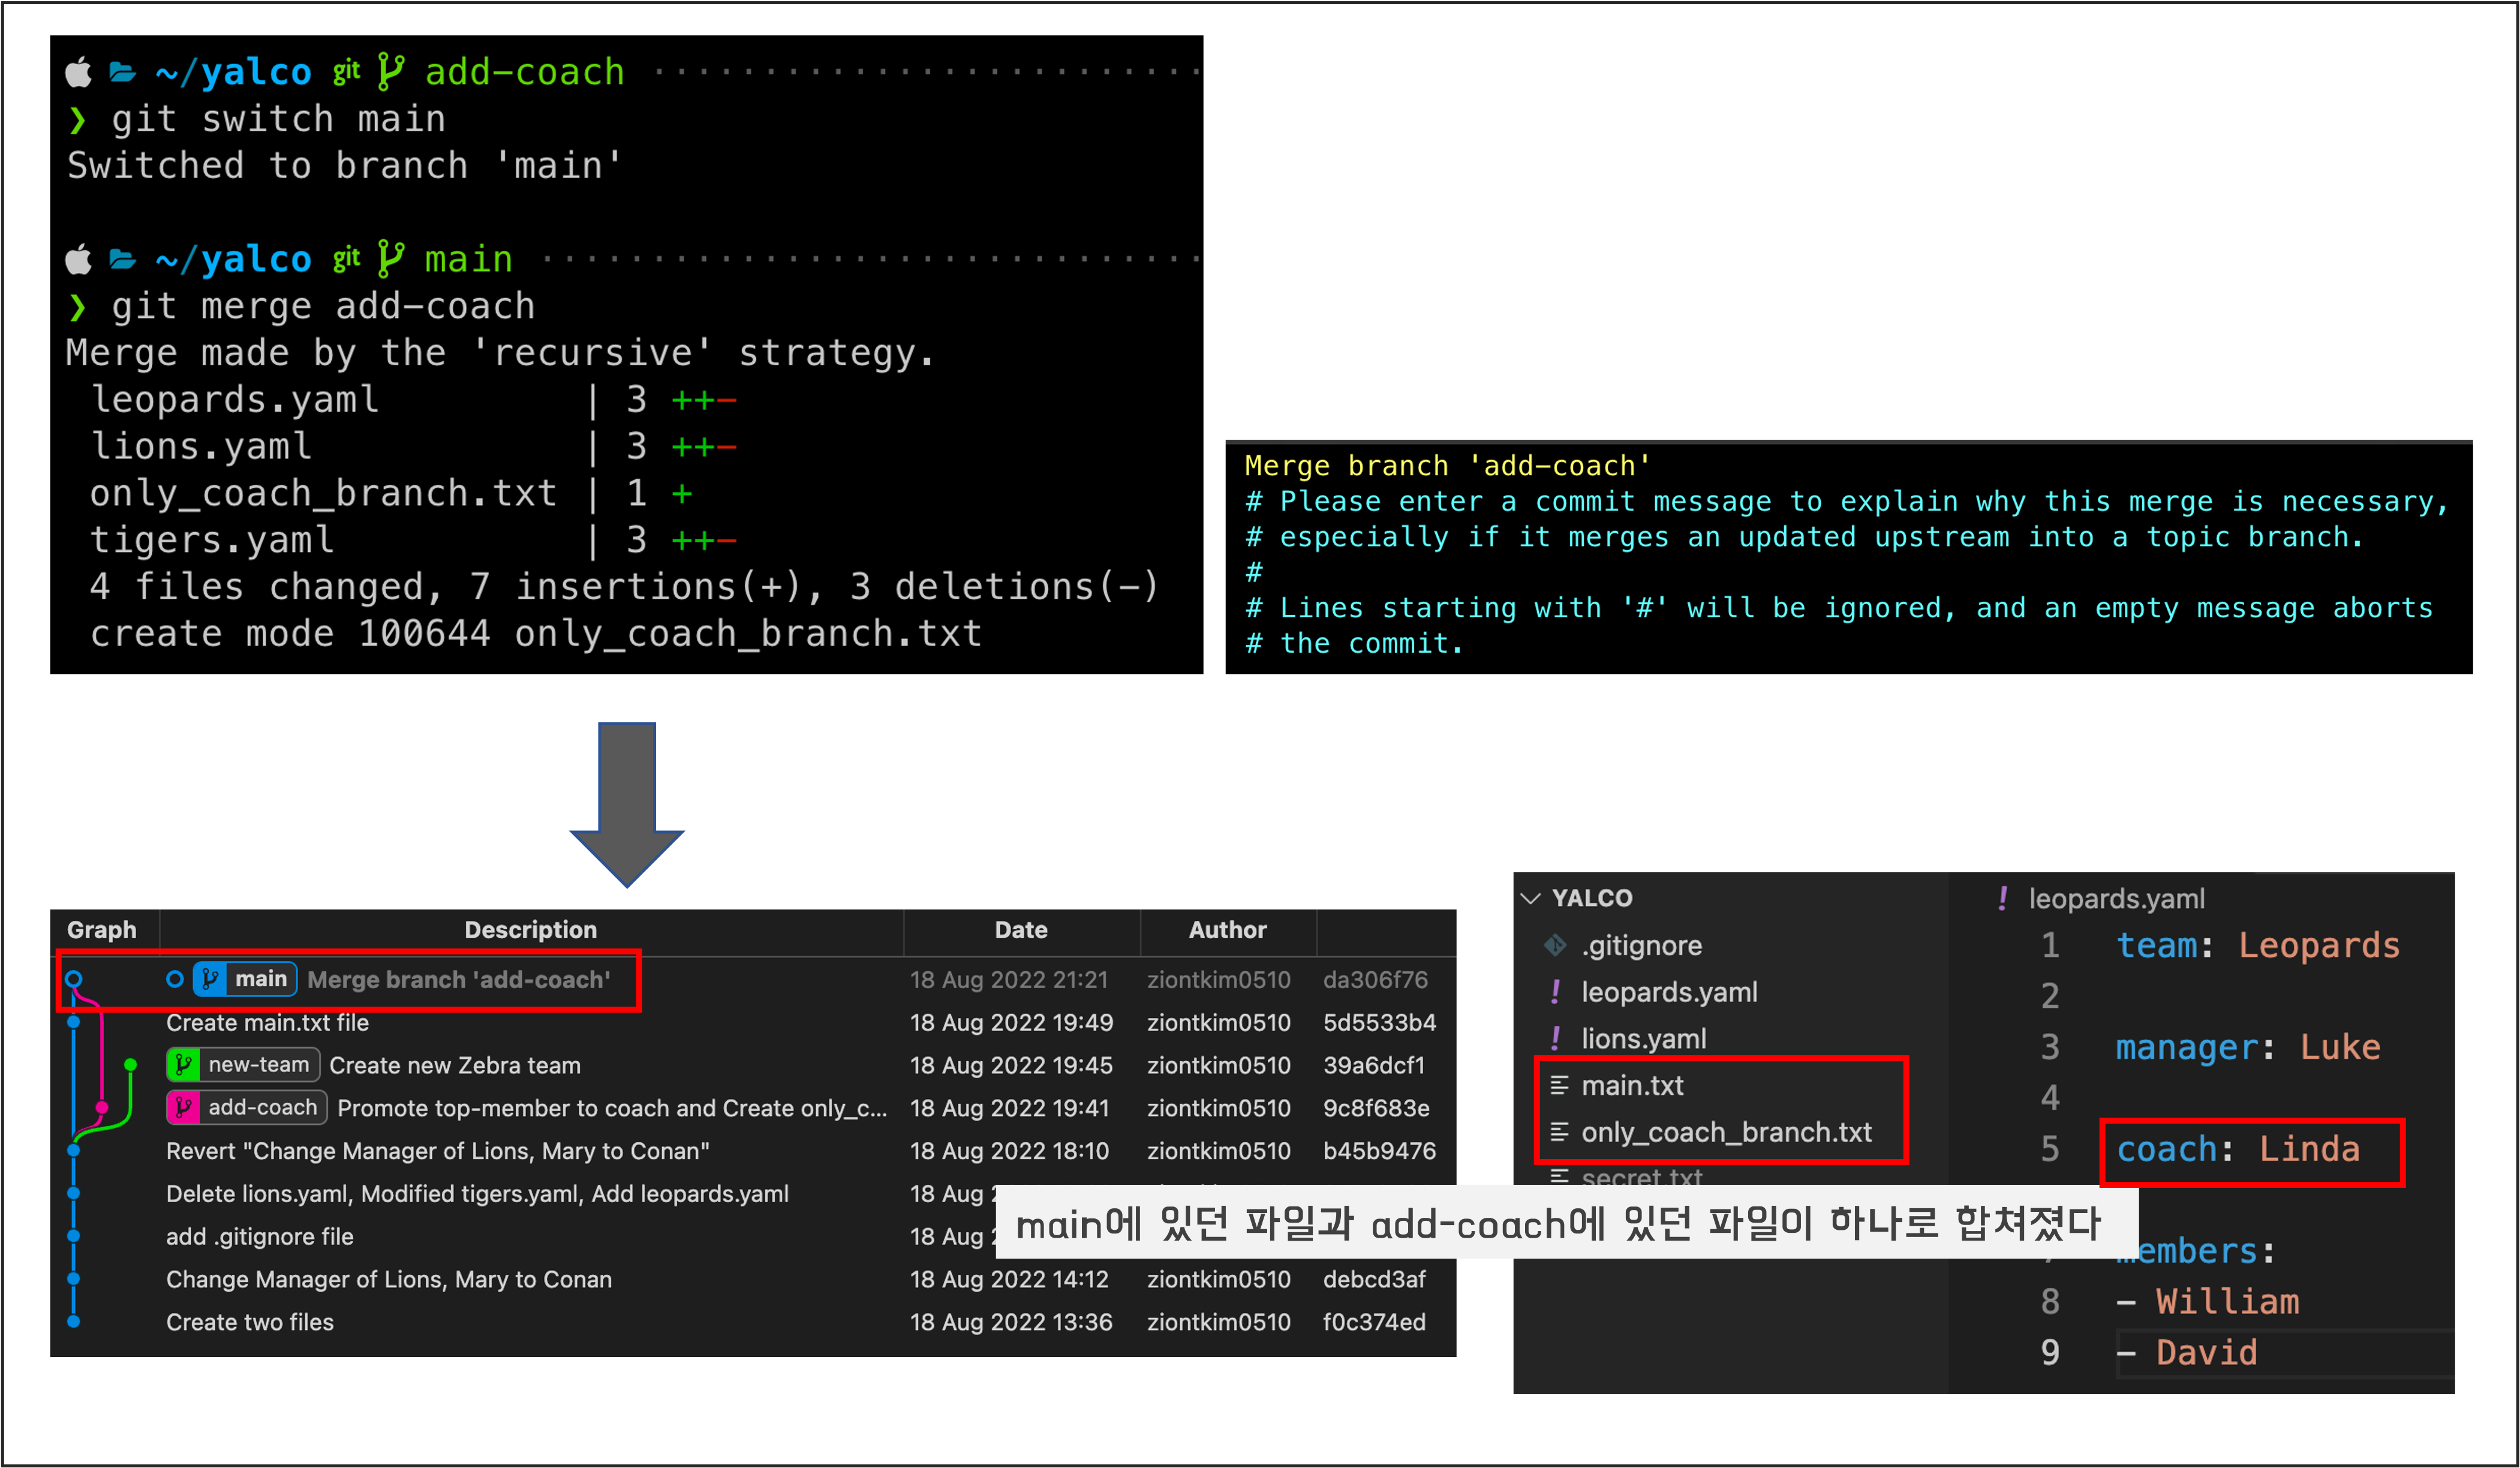 ~/yalco git add-coach
❯ git switch main
Switched to branch 'main'
~/yalco git main
❯ git merge add-coach
Merge made by the 'recursive' strategy.
leopards.yaml | 3 ++-
lions.yaml | 3 ++-
only_coach_branch.txt | 1 +
tigers.yaml | 3 ++-
4 files changed, 7 insertions(+), 3 deletions(-)
create mode 100644 only_coach_branch.txt
Merge branch 'add-coach'
# Please enter a commit message to explain why this merge is necessary,
# especially if it merges an updated upstream into a topic branch.
#
# Lines starting with '#' will be ignored, and an empty message aborts
# the commit.
Graph Description Date Author
main Merge branch 'add-coach' 18 Aug 2022 21:21 ziontkim0510 da306f76
Create main.txt file 18 Aug 2022 19:49 ziontkim0510 5d5533b4
new-team Create new Zebra team 18 Aug 2022 19:45 ziontkim0510 39a6dcf1
add-coach Promote top-member to coach and Create only_c... 18 Aug 2022 19:41 ziontkim0510 9c8f683e
Revert "Change Manager of Lions, Mary to Conan" 18 Aug 2022 18:10 ziontkim0510 b45b9476
Delete lions.yaml, Modified tigers.yaml, Add leopards.yaml 18 Aug
add .gitignore file 18 Aug
Change Manager of Lions, Mary to Conan 18 Aug 2022 14:12 ziontkim0510 debcd3af
Create two files 18 Aug 2022 13:36 ziontkim0510 f0c374ed
YALCO
.gitignore
! leopards.yaml
! lions.yaml
main.txt
only_coach_branch.txt
secret.txt
! leopards.yaml
1 team: Leopards
2
3 manager: Luke
4
5 coach: Linda
members:
8 - William
9 - David
main에 있던 파일과 add-coach에 있던 파일이 하나로 합쳐졌다